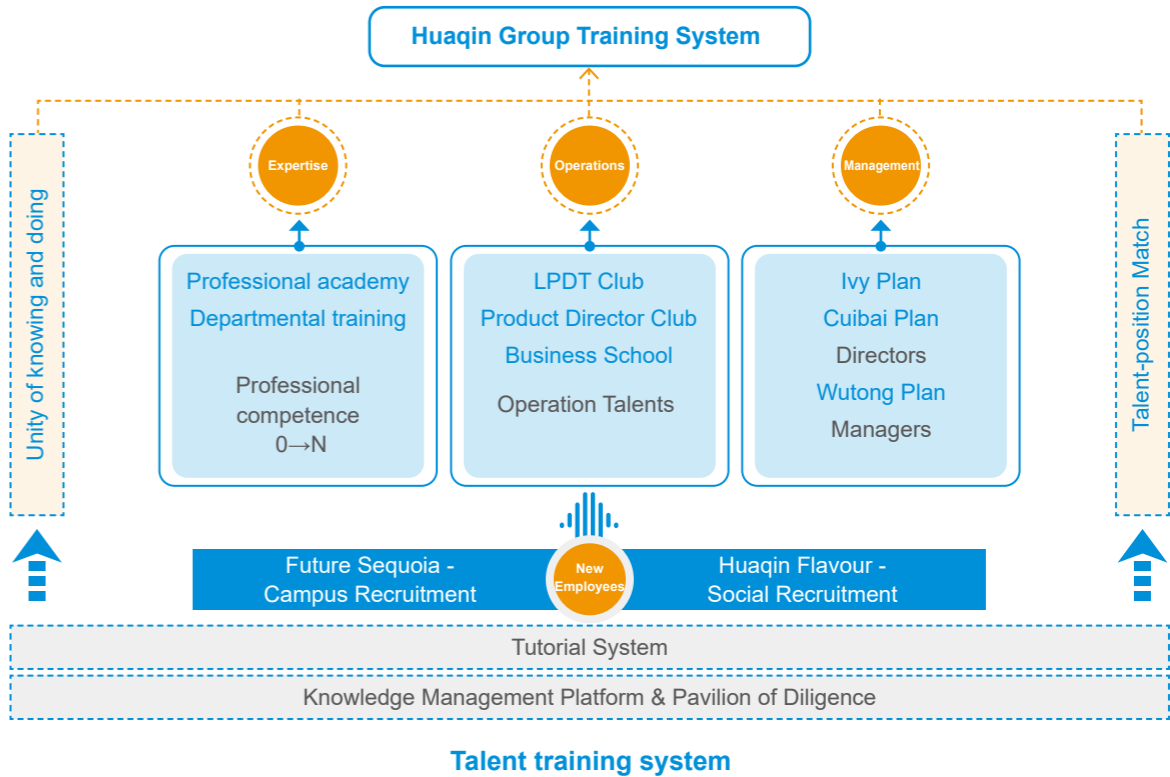 Huaqin Group Training System
Expertise
Operations
Management
Unity of knowing and doing
Professional academy
Departmental training
Professional
competence
0→N
LPDT Club
Product Director Club
Business School
Operation Talents
Ivy Plan
Cuibai Plan
Directors
Wutong Plan
Managers
Talent-position Match
Future Sequoia -
Campus Recruitment
New
Employees
Huaqin Flavour -
Social Recruitment
Tutorial System
Knowledge Management Platform & Pavilion of Diligence
Talent training system